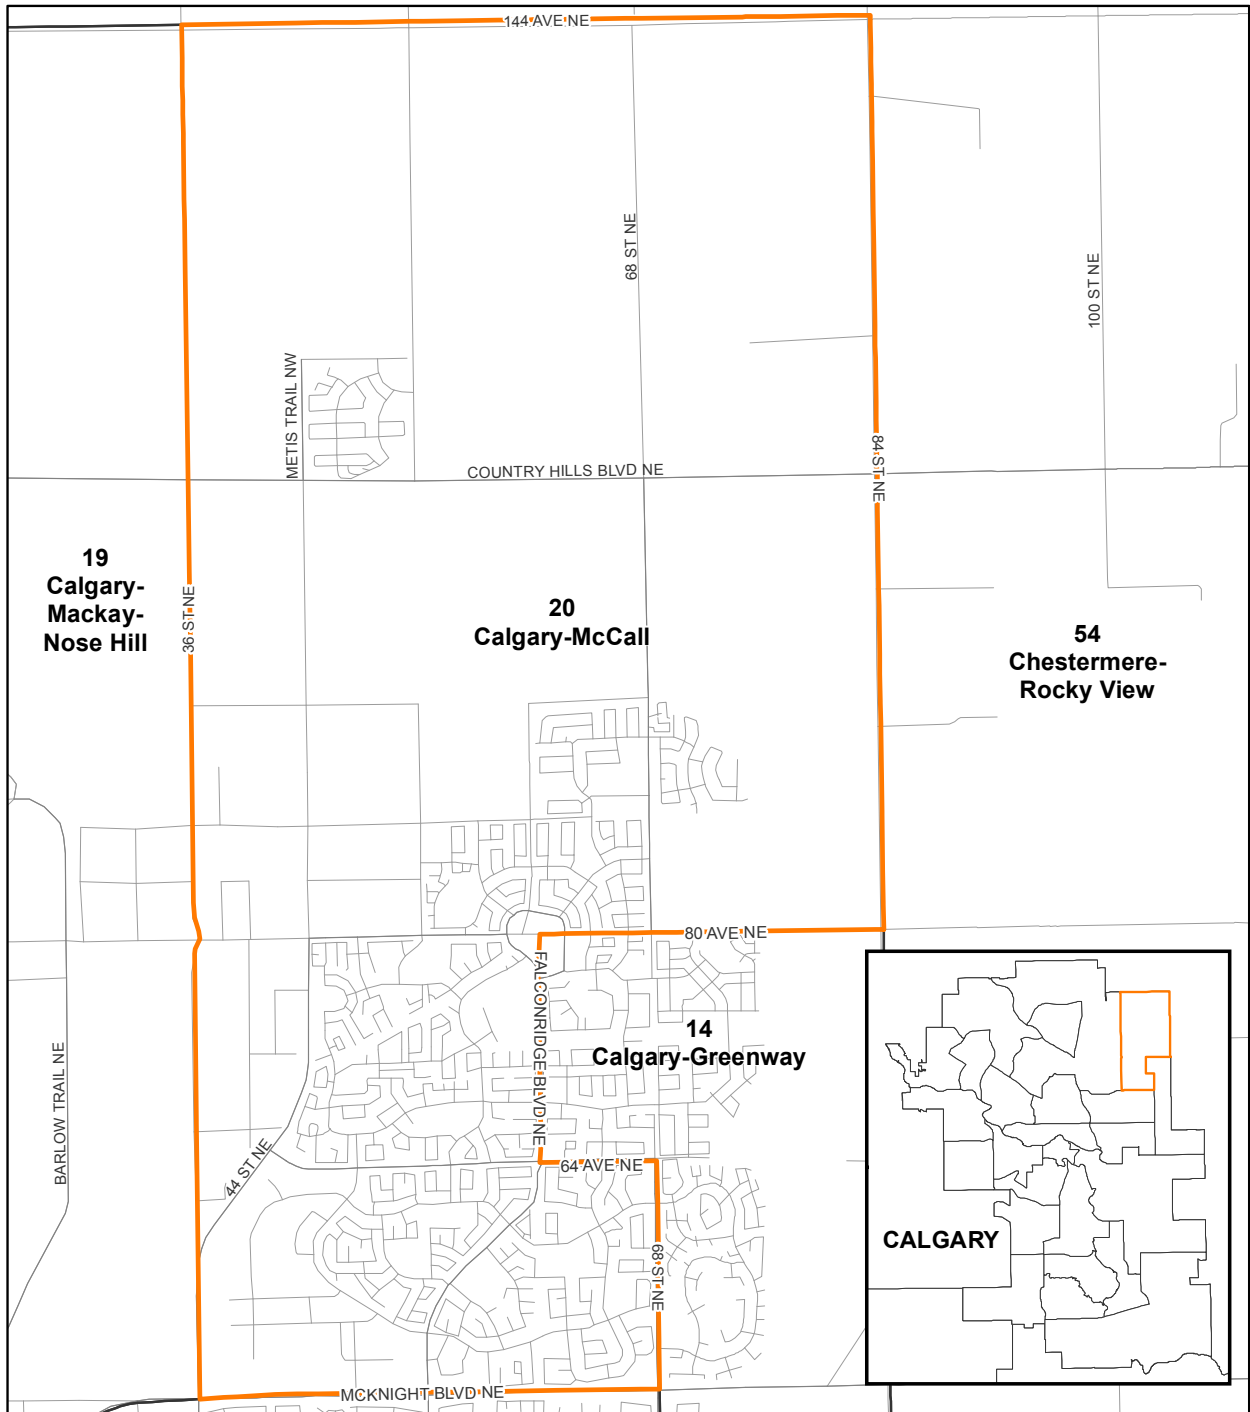 144 AVE NE
68 ST NE
100 ST NE
METIS TRAIL NW
84 ST NE
COUNTRY HILLS BLVD NE
19
Calgary-
Mackay-
Nose Hill
36 ST NE
20
Calgary-McCall
54
Chestermere-
Rocky View
80 AVE NE
FALCONRIDGE BLVD NE
14
Calgary-Greenway
BARLOW TRAIL NE
44 ST NE
64 AVE NE
68 ST NE
CALGARY
MCKNIGHT BLVD NE